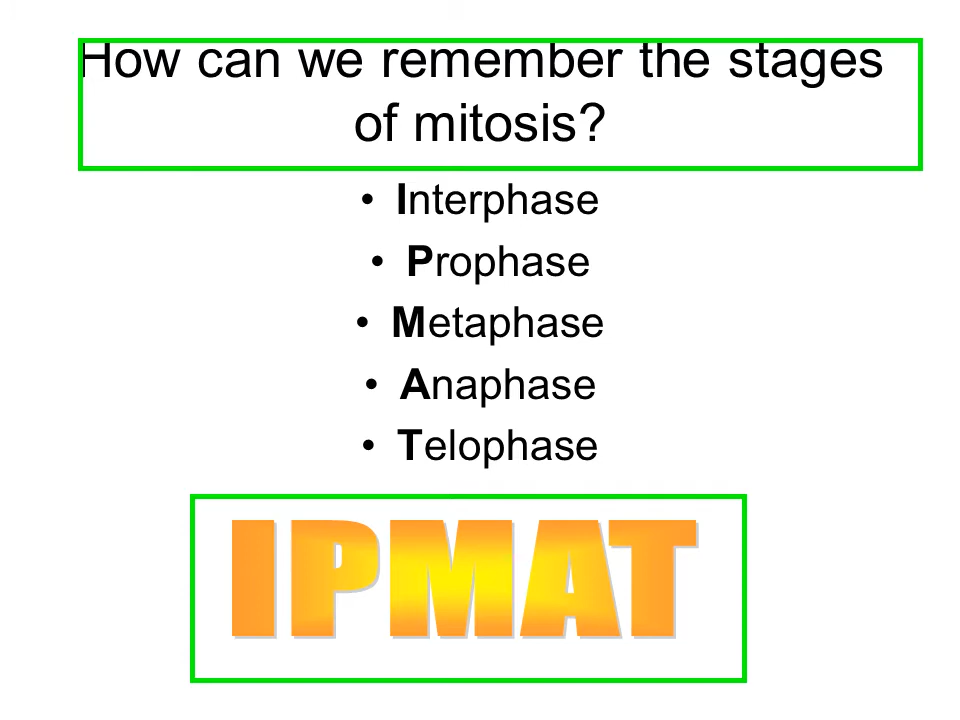 How can we remember the stages
of mitosis?
• Interphase
• Prophase
• Metaphase
• Anaphase
• Telophase
IPMAT